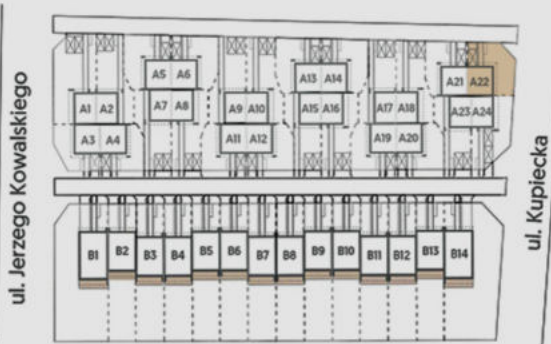 ul. Jerzego Kowalskiego
A5 A6
A13 A14
A21 A22
A1 A2
A7 A8
A9 A10
A15 A16
A17 A18
A23 A24
A3 A4
A11 A12
A19 A20
ul. Kupiecka
B1 B2 B3 B4 B5 B6 B7 B8 B9 B10 B11 B12 B13 B14